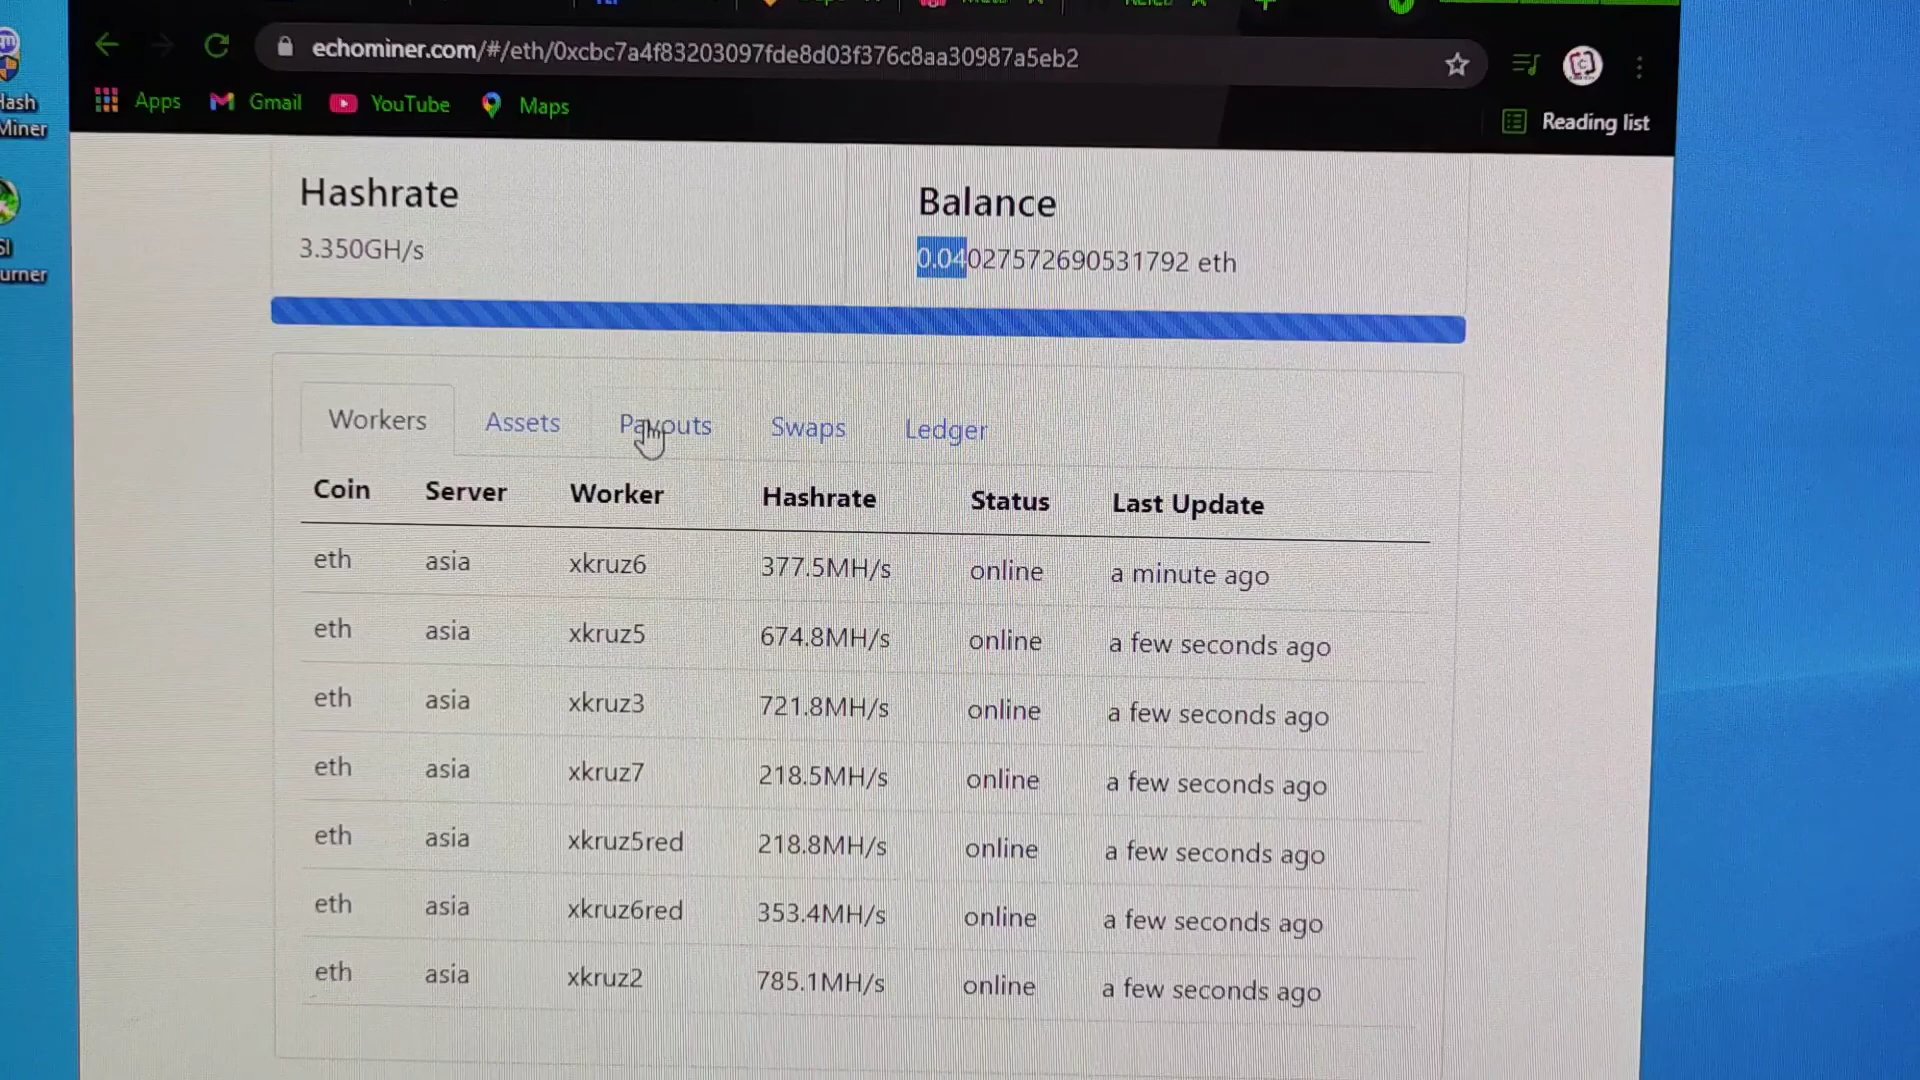 echominer.com/#/eth/0xcbc7a4f83203097fde8d03f376c8aa30987a5eb2
Apps Gmail YouTube Maps
Reading list
Miner
Hashrate Balance
3.350GH/s 0.04027572690531792 eth
Workers Assets Payouts Swaps Ledger
Coin Server Worker Hashrate Status Last Update
eth asia xkruz6 377.5MH/s online a minute ago
eth asia xkruz5 674.8MH/s online a few seconds ago
eth asia xkruz3 721.8MH/s online a few seconds ago
eth asia xkruz7 218.5MH/s online a few seconds ago
eth asia xkruz5red 218.8MH/s online a few seconds ago
eth asia xkruz6red 353.4MH/s online a few seconds ago
eth asia xkruz2 785.1MH/s online a few seconds ago